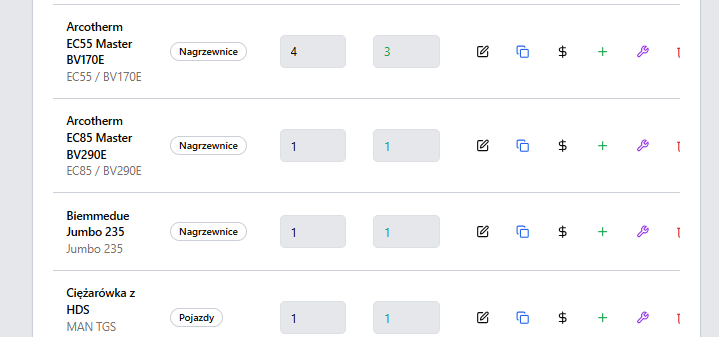 Arcotherm
EC55 Master
BV170E
EC55 / BV170E
Nagrzewnice
4
3
$
Arcotherm
EC85 Master
BV290E
EC85 / BV290E
Nagrzewnice
1
1
$
Biemmedue
Jumbo 235
Jumbo 235
Nagrzewnice
1
1
$
Ciężarówka z
HDS
MAN TGS
Pojazdy
1
1
$